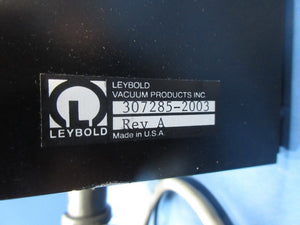 LEYBOLD
LEYBOLD
VACUUM PRODUCTS INC.
307285-2003
Rev A
Made in U.S.A.